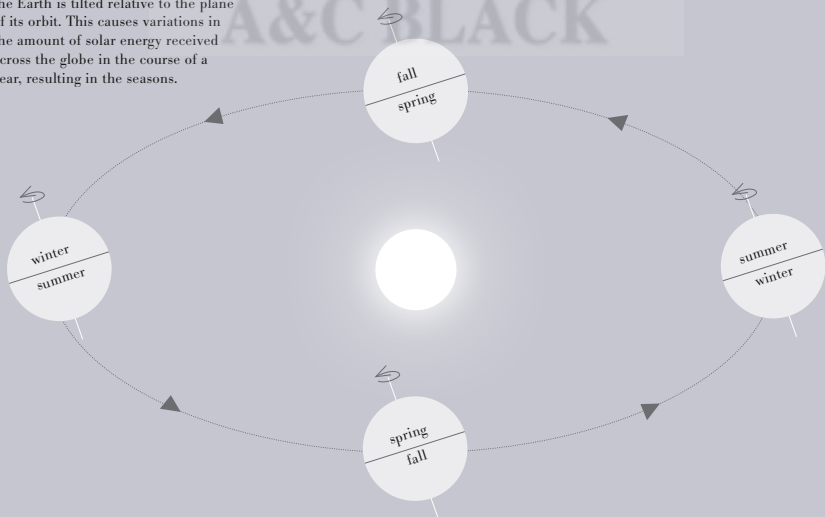 he Earth is tilted relative to the plane
f its orbit. This causes variations in
he amount of solar energy received
cross the globe in the course of a
ear, resulting in the seasons.
A&C BLACK
fall
spring
winter
summer
summer
winter
spring
fall